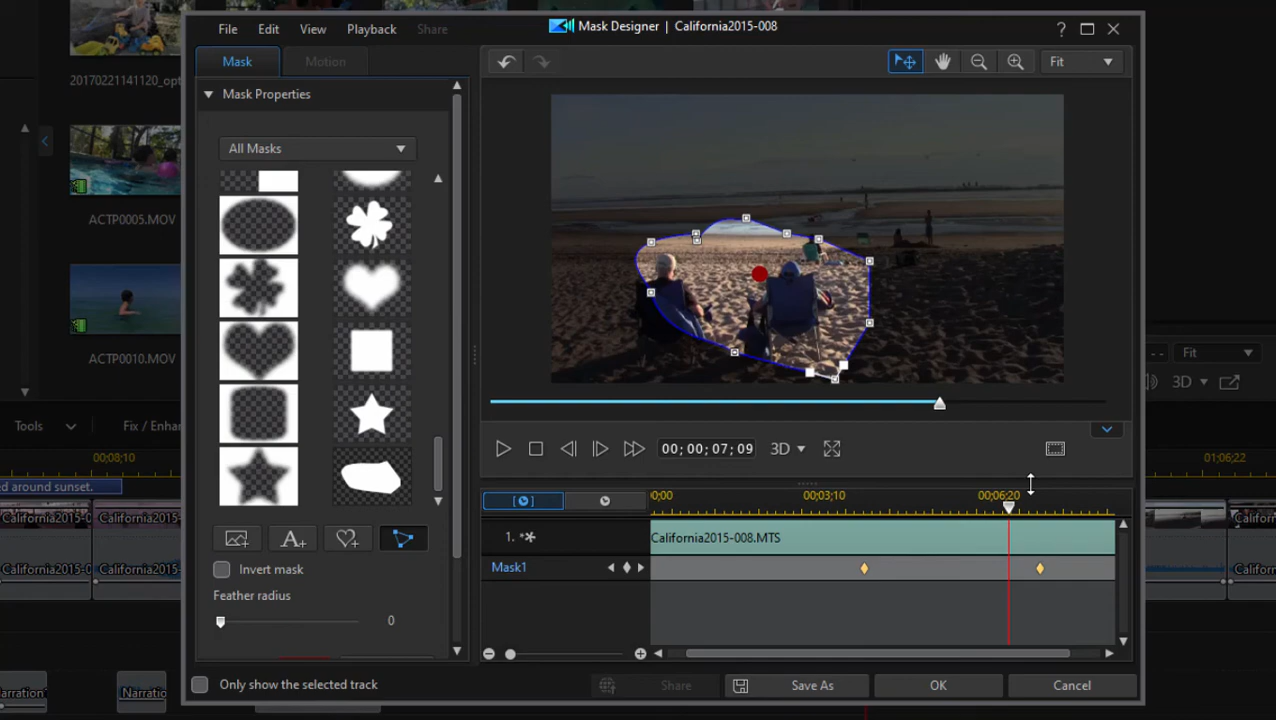 File Edit View Playback Share
Mask Designer | California2015-008
?
20170221141120_opt
Mask Motion
Fit
Mask Properties
All Masks
ACTP0005.MOV
ACTP0010.MOV
Fit
3D
Tools Fix / Enhan
00;00;07;09 3D
00;08;10
01;06;22
ed around sunset.
0;00 00;03;10 00;06;20
California2015-0 California2015-0
1. California2015-008.MTS
California
Invert mask
Mask1
California2015-0 California2015-0
California
Feather radius
0
Only show the selected track
Share Save As OK Cancel
Narration Narratio